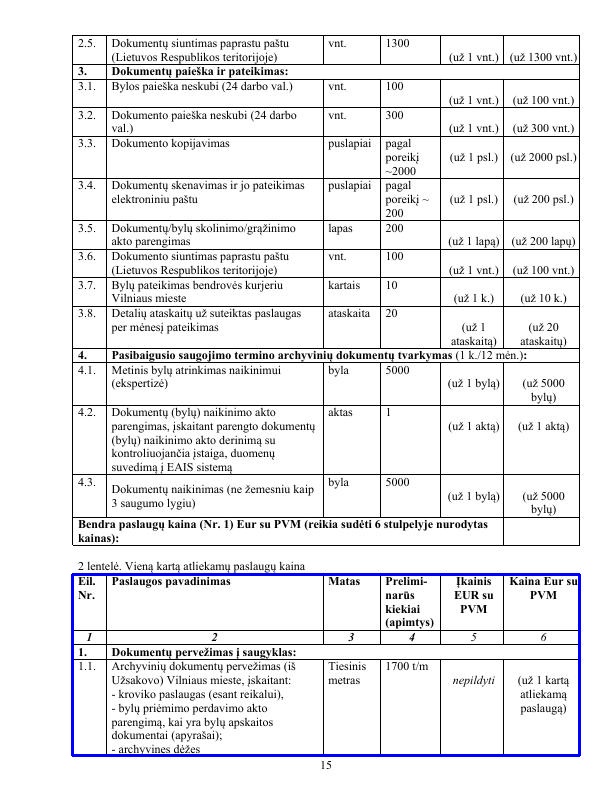 2.5. Dokumentų siuntimas paprastu paštu vnt. 1300
(Lietuvos Respublikos teritorijoje) (už 1 vnt.) (už 1300 vnt.)
3. Dokumentų paieška ir pateikimas:
3.1. Bylos paieška neskubi (24 darbo val.) vnt. 100
(už 1 vnt.) (už 100 vnt.)
3.2. Dokumento paieška neskubi (24 darbo vnt. 300
val.) (už 1 vnt.) (už 300 vnt.)
3.3. Dokumento kopijavimas puslapiai pagal
poreikį (už 1 psl.) (už 2000 psl.)
~2000
3.4. Dokumentų skenavimas ir jo pateikimas puslapiai pagal
elektroniniu paštu poreikį ~ (už 1 psl.) (už 200 psl.)
200
3.5. Dokumentų/bylų skolinimo/grąžinimo lapas 200
akto parengimas (už 1 lapą) (už 200 lapų)
3.6. Dokumento siuntimas paprastu paštu vnt. 100
(Lietuvos Respublikos teritorijoje) (už 1 vnt.) (už 100 vnt.)
3.7. Bylų pateikimas bendrovės kurjeriu kartais 10
Vilniaus mieste (už 1 k.) (už 10 k.)
3.8. Detalių ataskaitų už suteiktas paslaugas ataskaita 20
per mėnesį pateikimas (už 1 (už 20
ataskaitą) ataskaitų)
4. Pasibaigusio saugojimo termino archyvinių dokumentų tvarkymas (1 k./12 mėn.):
4.1. Metinis bylų atrinkimas naikinimui byla 5000
(ekspertizė) (už 1 bylą) (už 5000
bylų)
4.2. Dokumentų (bylų) naikinimo akto aktas 1
parengimas, įskaitant parengto dokumentų (už 1 aktą) (už 1 aktą)
(bylų) naikinimo akto derinimą su
kontroliuojančia įstaiga, duomenų
suvedimą į EAIS sistemą
4.3. byla 5000
Dokumentų naikinimas (ne žemesniu kaip (už 1 bylą) (už 5000
3 saugumo lygiu) bylų)
Bendra paslaugų kaina (Nr. 1) Eur su PVM (reikia sudėti 6 stulpelyje nurodytas
kainas):
2 lentelė. Vieną kartą atliekamų paslaugų kaina
Eil. Paslaugos pavadinimas Matas Prelimi- Įkainis Kaina Eur su
Nr. narūs EUR su PVM
kiekiai PVM
(apimtys)
1 2 3 4 5 6
1. Dokumentų pervežimas į saugyklas:
1.1. Archyvinių dokumentų pervežimas (iš Tiesinis 1700 t/m
Užsakovo) Vilniaus mieste, įskaitant: metras nepildyti (už 1 kartą
- kroviko paslaugas (esant reikalui), atliekamą
- bylų priėmimo perdavimo akto paslaugą)
parengimą, kai yra bylų apskaitos
dokumentai (apyrašai);
- archyvines dėžes
15